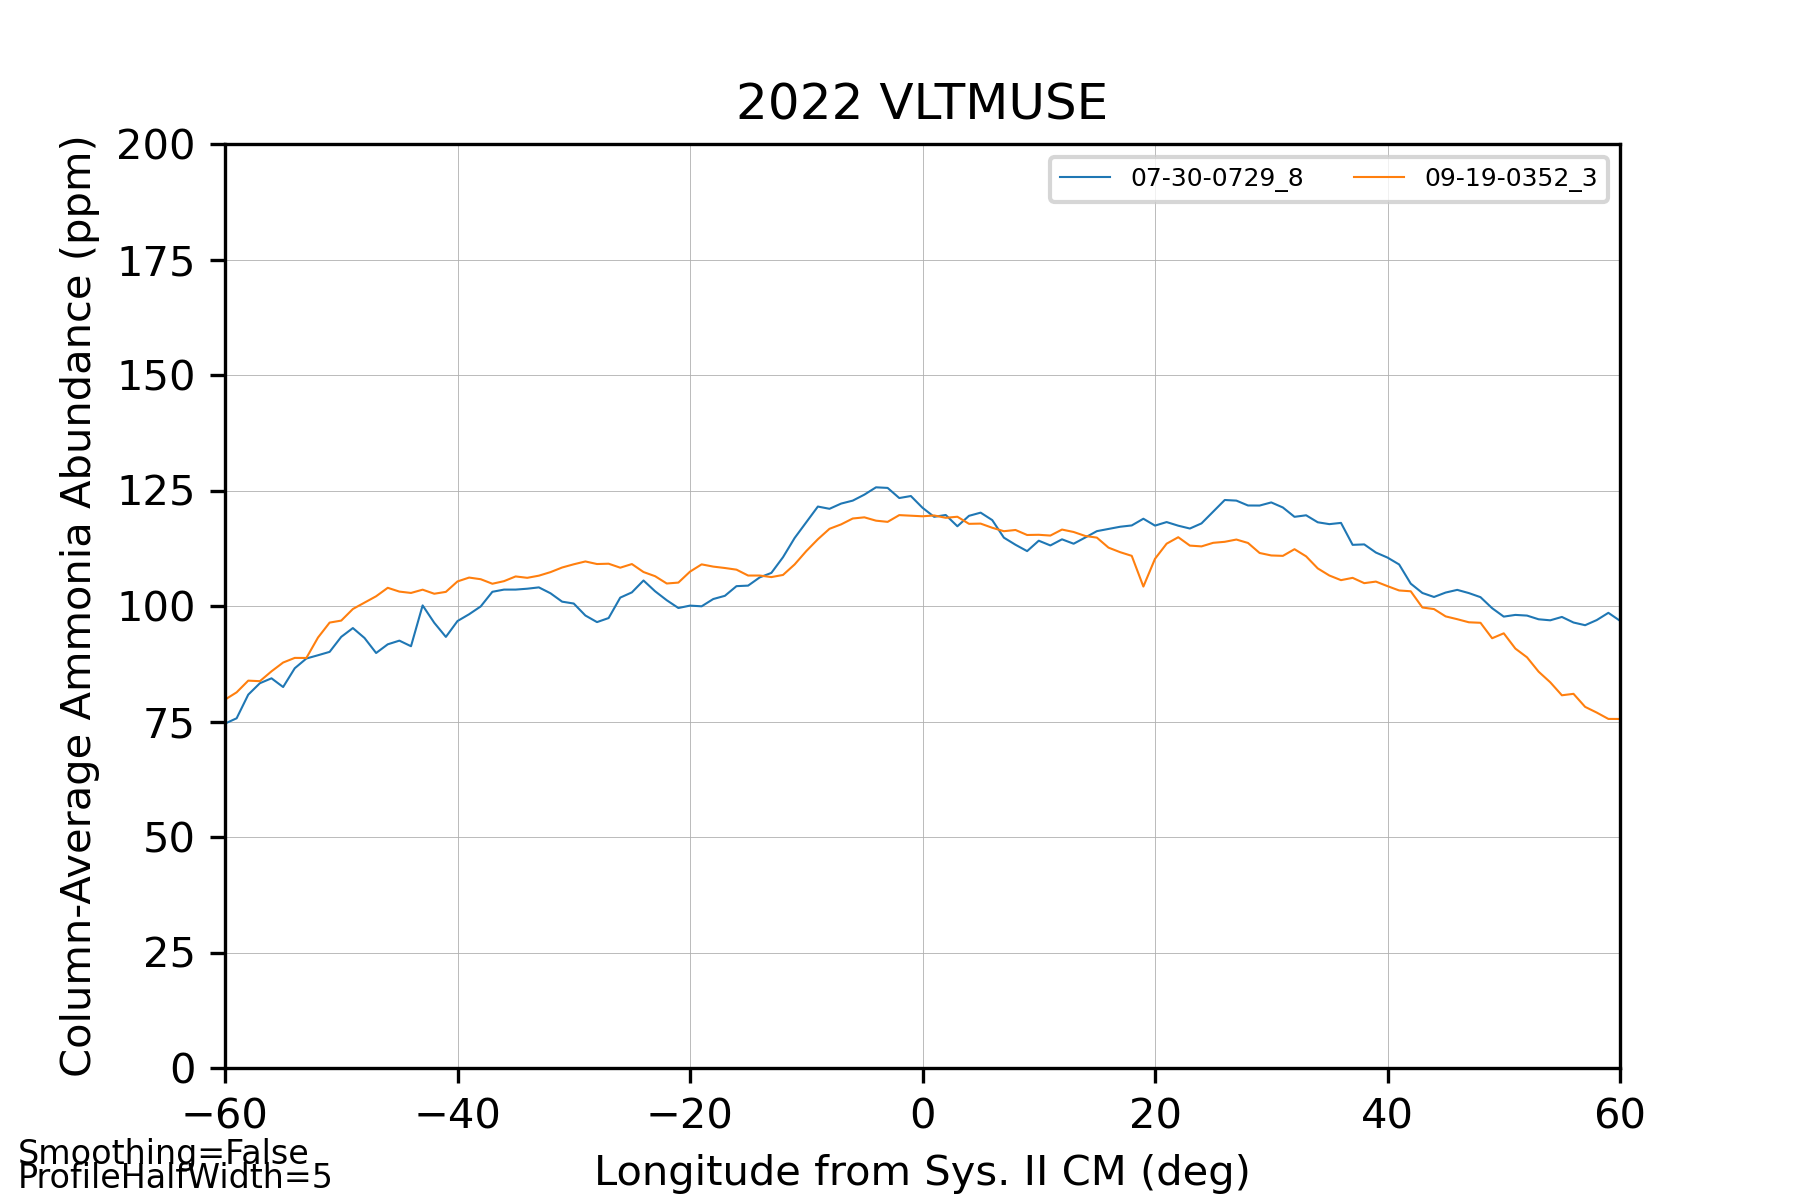 2022 VLTMUSE
07-30-0729_8 09-19-0352_3
Column-Average Ammonia Abundance (ppm)
200
175
150
125
100
75
50
25
0
−60 −40 −20 0 20 40 60
Longitude from Sys. II CM (deg)
Smoothing=False
ProfileHalfWidth=5